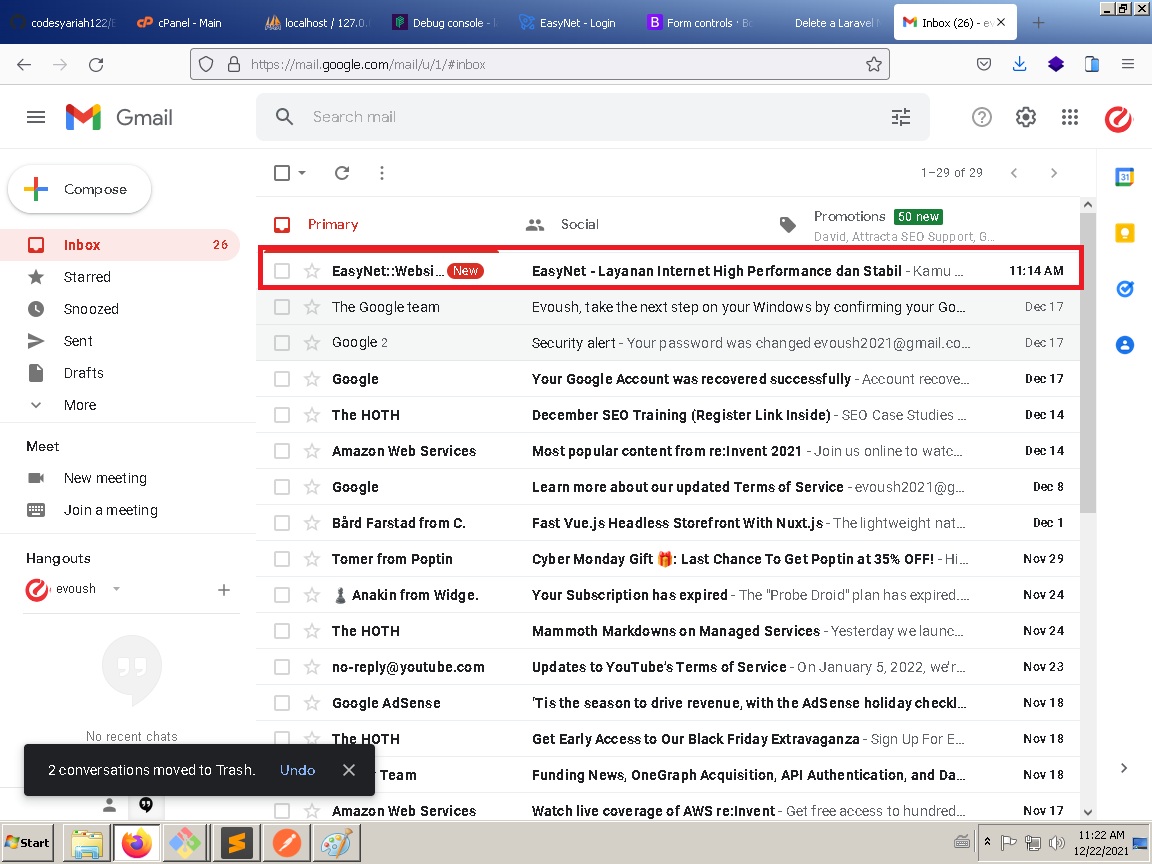 codesyariah122/E
cPanel - Main
localhost / 127.0.
Debug console -
EasyNet - Login
Form controls · Bo
Delete a Laravel
Inbox (26) - ev
https://mail.google.com/mail/u/1/#inbox
Gmail
Search mail
Compose
1–29 of 29
Inbox 26
Starred
Snoozed
Sent
Drafts
More
Meet
New meeting
Join a meeting
Hangouts
evoush
No recent chats
Primary
Social
Promotions 50 new
David, Attracta SEO Support, G...
EasyNet::Websi... New EasyNet - Layanan Internet High Performance dan Stabil - Kamu ... 11:14 AM
The Google team Evoush, take the next step on your Windows by confirming your Go... Dec 17
Google 2 Security alert - Your password was changed evoush2021@gmail.co... Dec 17
Google Your Google Account was recovered successfully - Account recove... Dec 17
The HOTH December SEO Training (Register Link Inside) - SEO Case Studies ... Dec 14
Amazon Web Services Most popular content from re:Invent 2021 - Join us online to watc... Dec 14
Google Learn more about our updated Terms of Service - evoush2021@g... Dec 8
Bård Farstad from C. Fast Vue.js Headless Storefront With Nuxt.js - The lightweight nat... Dec 1
Tomer from Poptin Cyber Monday Gift 🎁: Last Chance To Get Poptin at 35% OFF! - Hi... Nov 29
Anakin from Widge. Your Subscription has expired - The "Probe Droid" plan has expired.... Nov 24
The HOTH Mammoth Markdowns on Managed Services - Yesterday we launc... Nov 24
no-reply@youtube.com Updates to YouTube's Terms of Service - On January 5, 2022, we'r... Nov 23
Google AdSense 'Tis the season to drive revenue, with the AdSense holiday checkl... Nov 18
The HOTH Get Early Access to Our Black Friday Extravaganza - Sign Up For E... Nov 18
Team Funding News, OneGraph Acquisition, API Authentication, and Da... Nov 18
Amazon Web Services Watch live coverage of AWS re:Invent - Get free access to hundred... Nov 17
2 conversations moved to Trash. Undo
31
Start
11:22 AM
12/22/2021